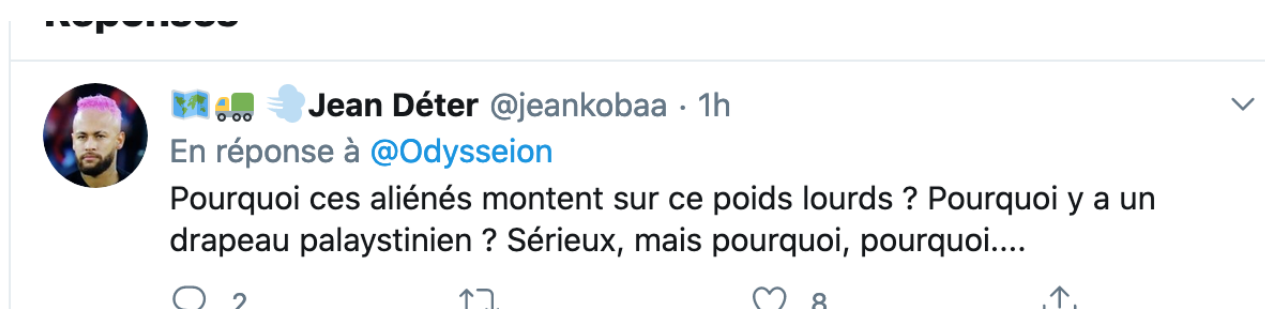 Réponses
Jean Déter @jeankobaa · 1h
En réponse à @Odysseion
Pourquoi ces aliénés montent sur ce poids lourds ? Pourquoi y a un
drapeau palaystinien ? Sérieux, mais pourquoi, pourquoi....
2 8